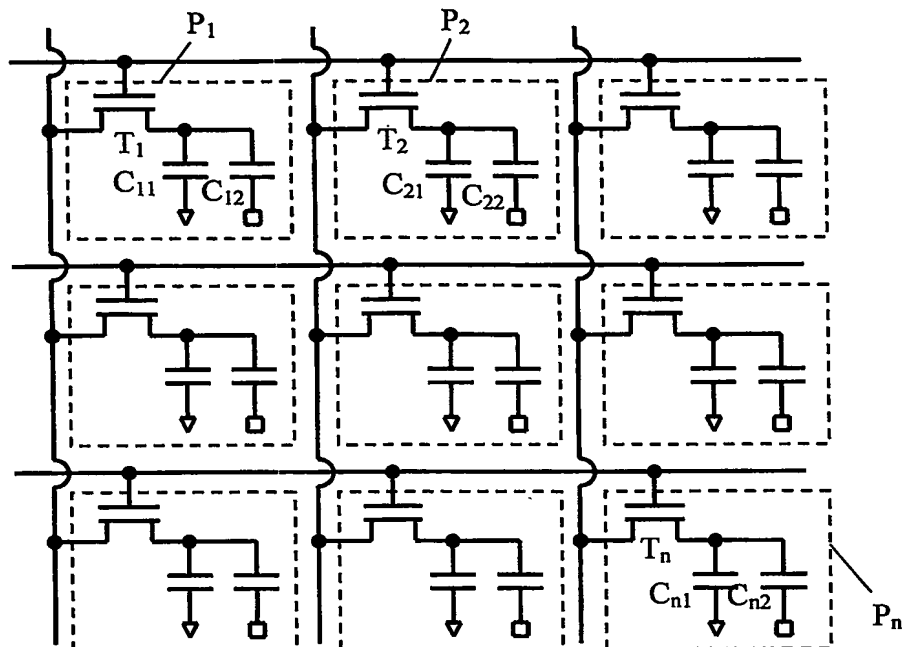 P₁
P₂
T₁
C₁₁
C₁₂
T₂
C₂₁
C₂₂
Tₙ
Cₙ₁
Cₙ₂
Pₙ